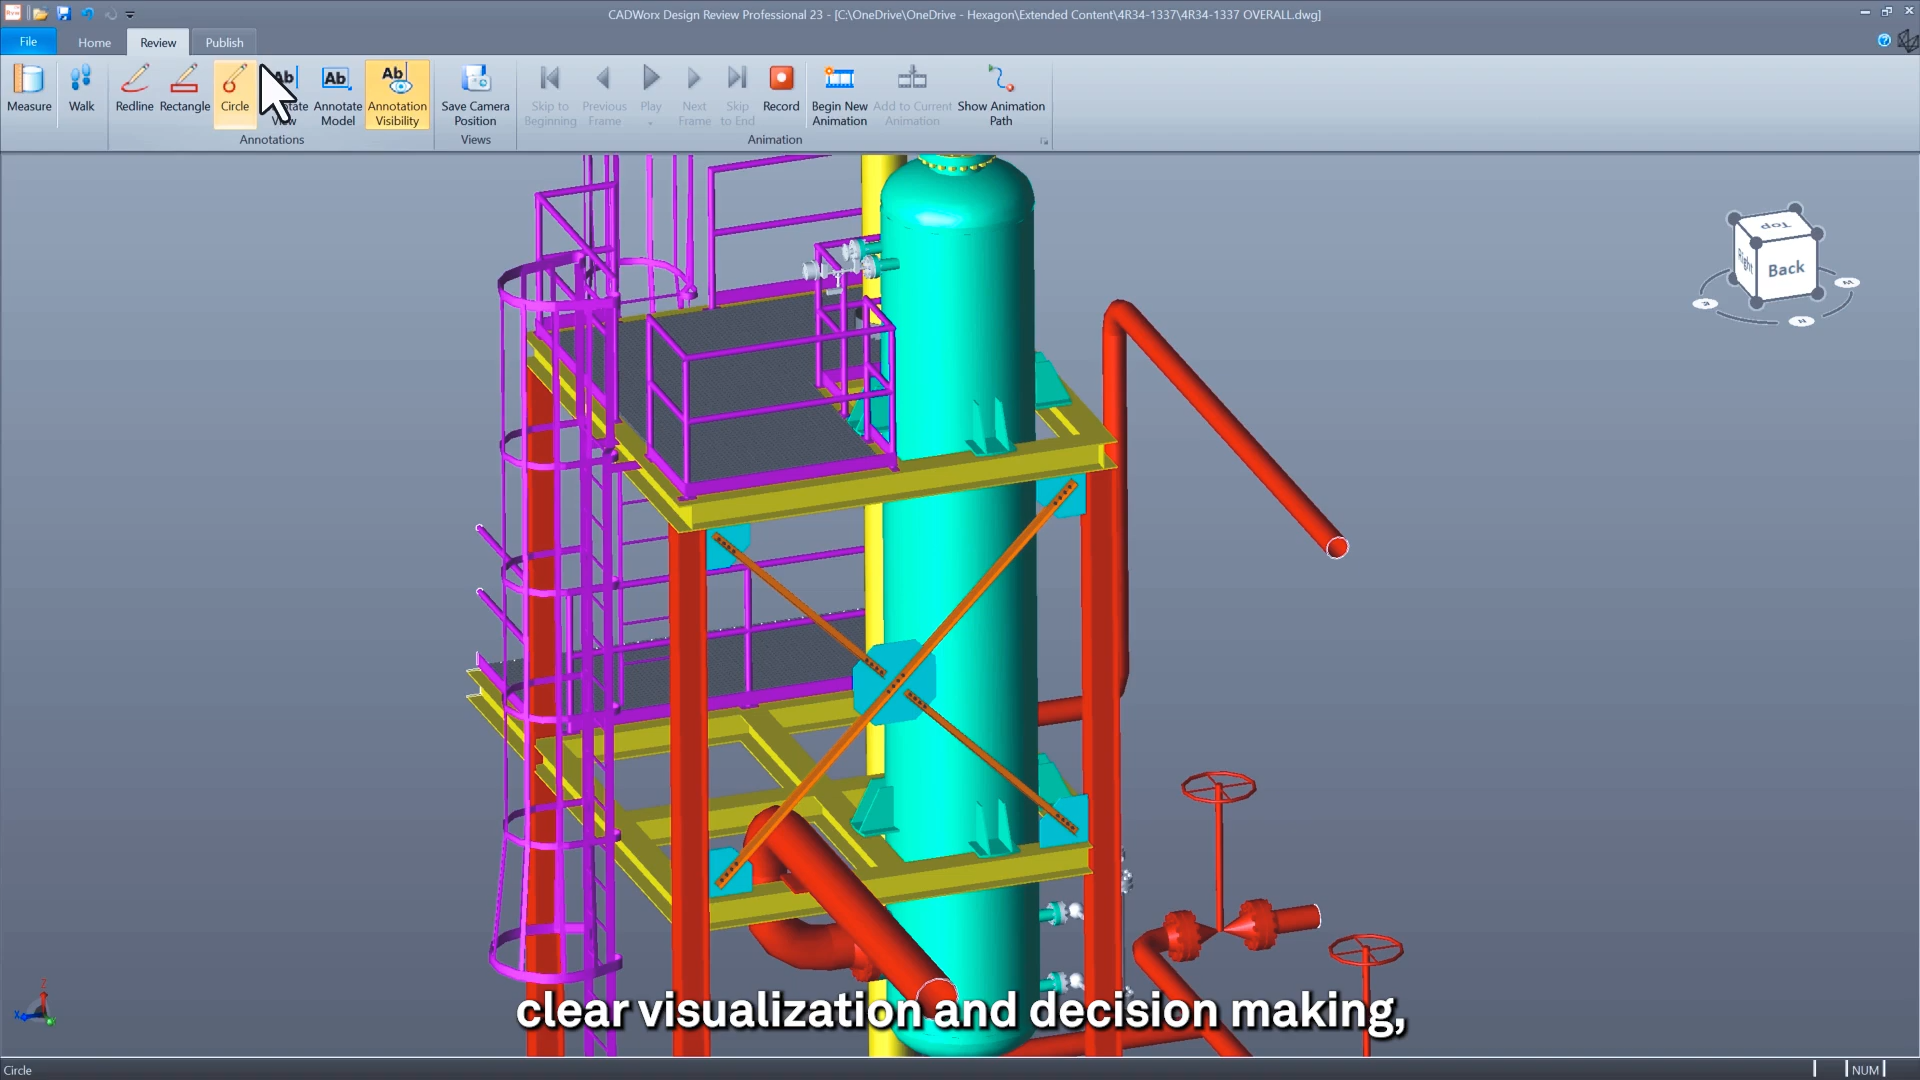 CADWorx Design Review Professional 23 - [C:\OneDrive\OneDrive - Hexagon\Extended Content\4R34-1337\4R34-1337 OVERALL.dwg]
File Home Review Publish
Measure Walk Redline Rectangle Circle Annotate Model Annotation Visibility Save Camera Position Skip to Beginning Previous Frame Play Next Frame Skip to End Record Begin New Animation Add to Current Animation Show Animation Path
Annotations Views Animation
Top
Right Back
N
Z
X
clear visualization and decision making,
Circle NUM